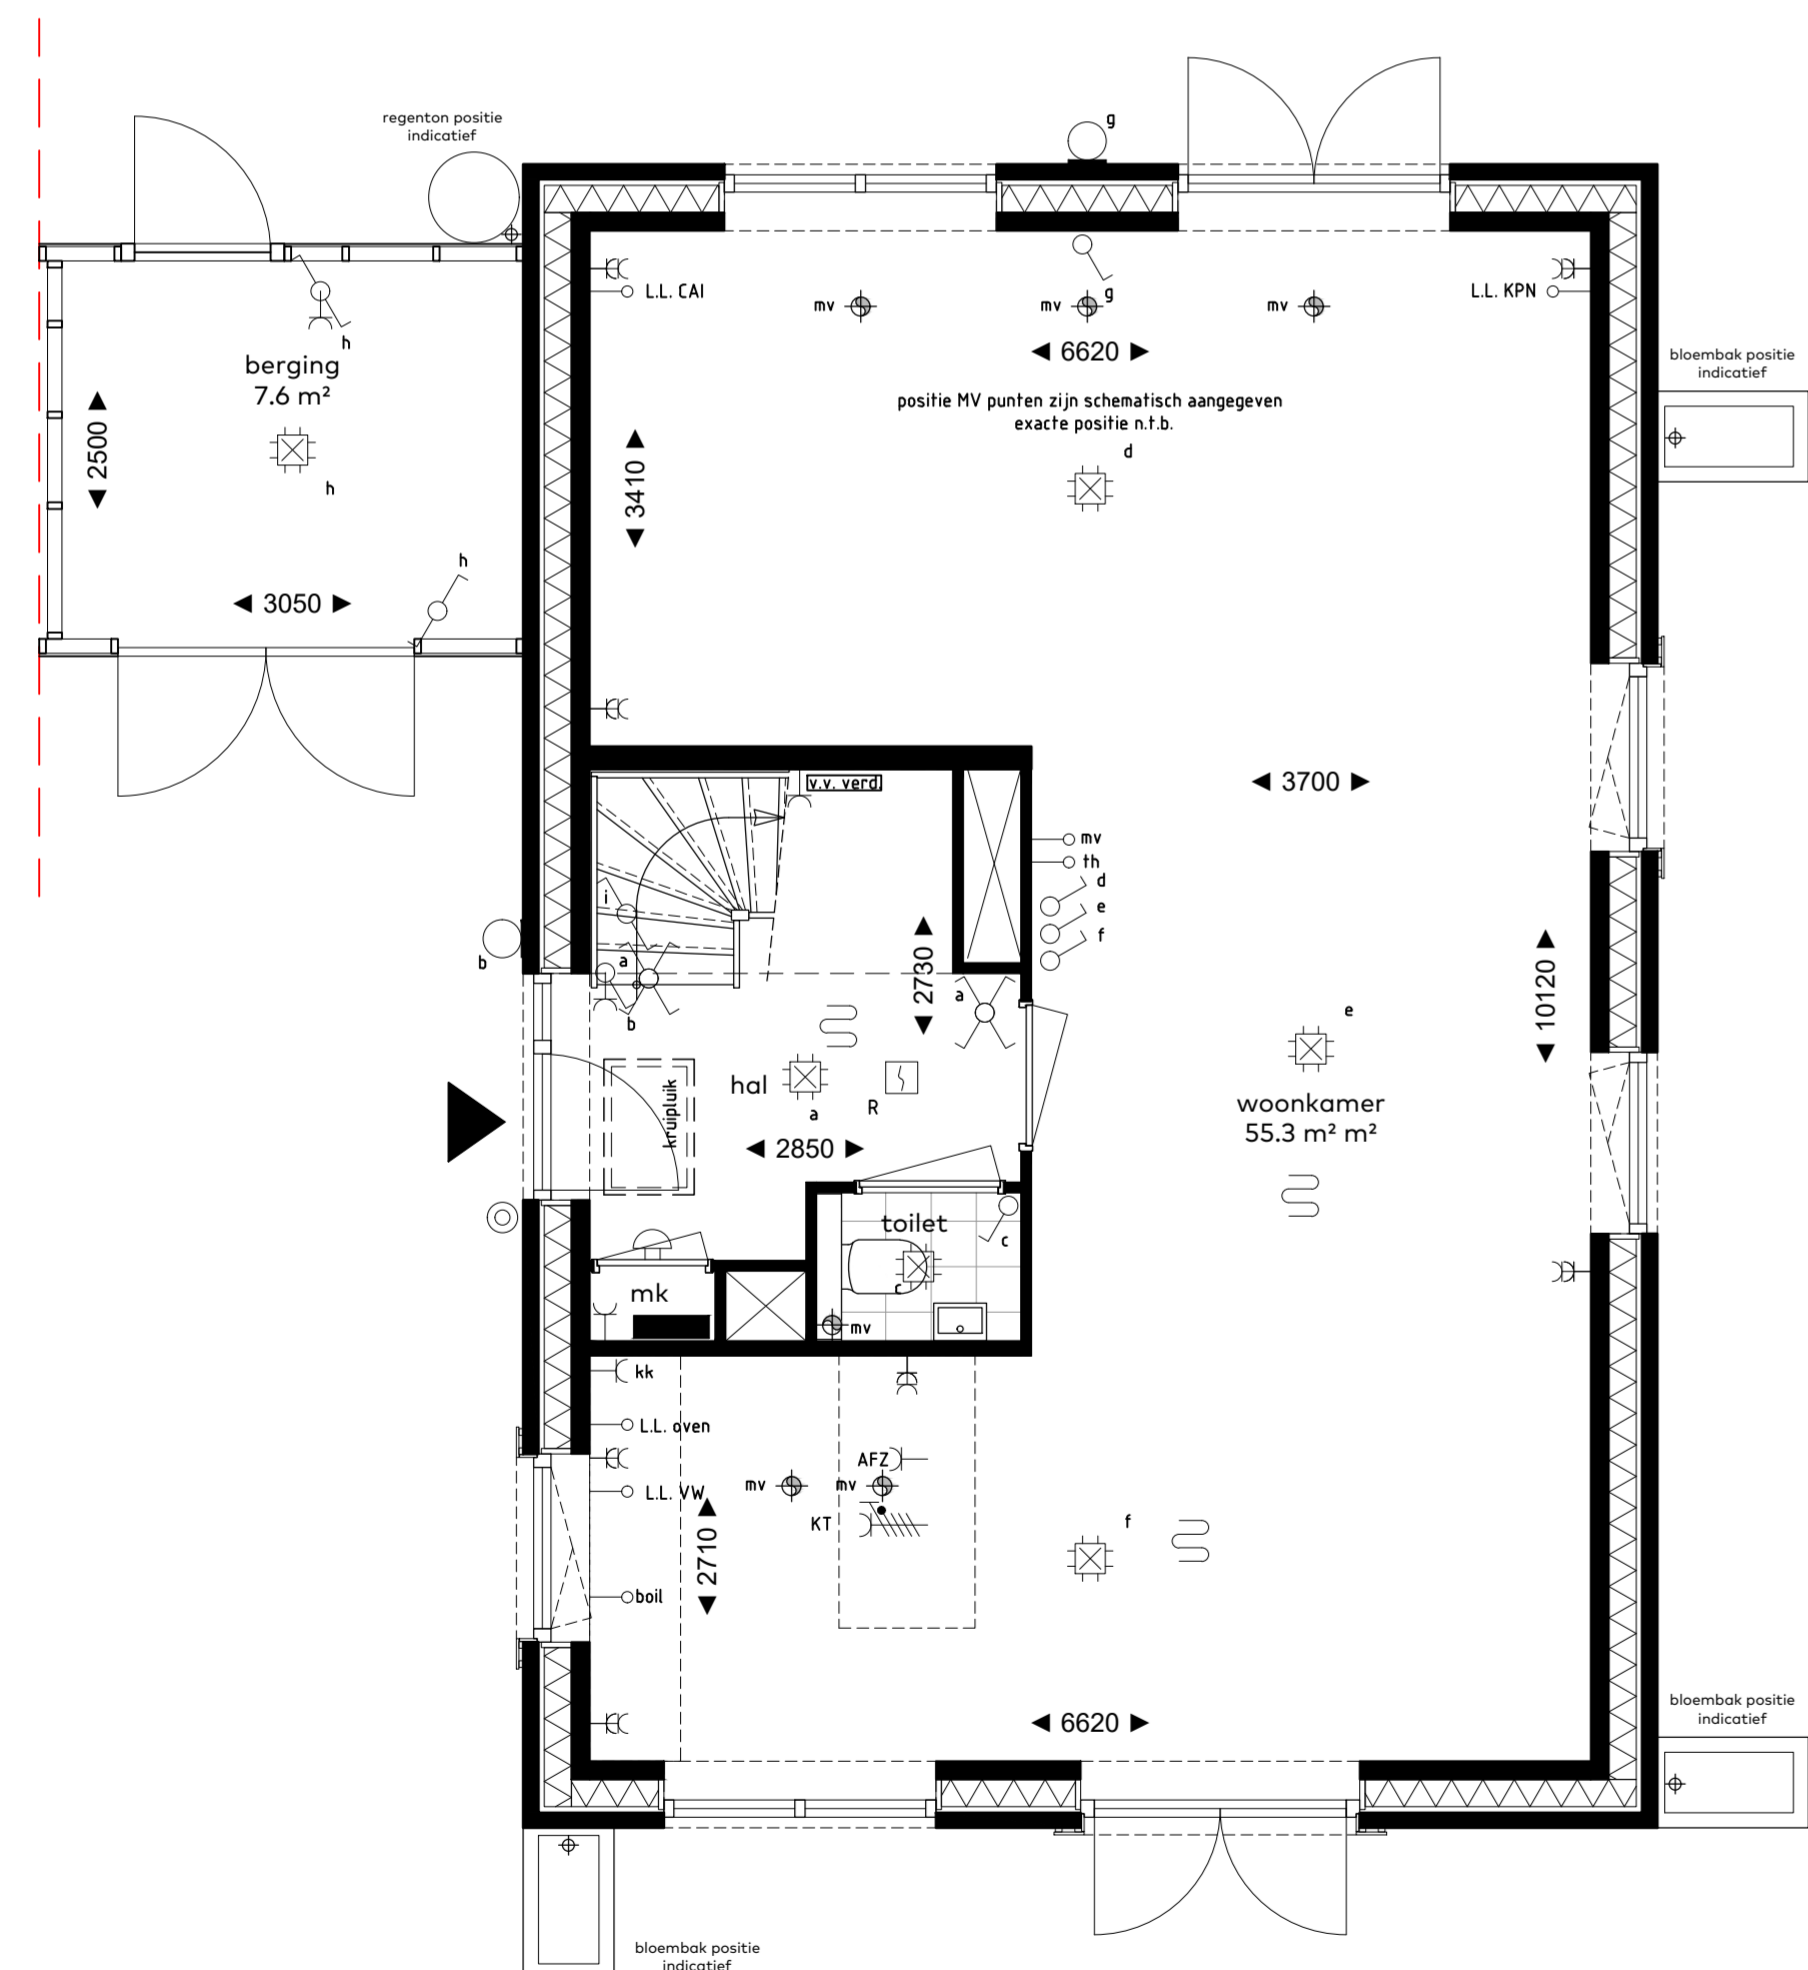 regenton positie
indicatief
g
L.L. CAI
mv
mv
g
mv
L.L. KPN
◄ 6620 ►
h
berging
7.6 m²
bloembak positie
indicatief
positie MV punten zijn schematisch aangegeven
exacte positie n.t.b.
d
◄ 2500 ►
◄ 3410 ►
h
h
◄ 3050 ►
v.v. verd.
◄ 3700 ►
mv
th
d
e
f
i
b
a
◄ 2730 ►
a
◄ 10120 ►
b
e
hal
kruipluik
a
R
woonkamer
55.3 m² m²
◄ 2850 ►
toilet
c
c
mk
mv
kk
L.L. oven
AFZ
mv
mv
L.L. VW
KT
f
◄ 2710 ►
boil
bloembak positie
indicatief
◄ 6620 ►
bloembak positie
indicatief